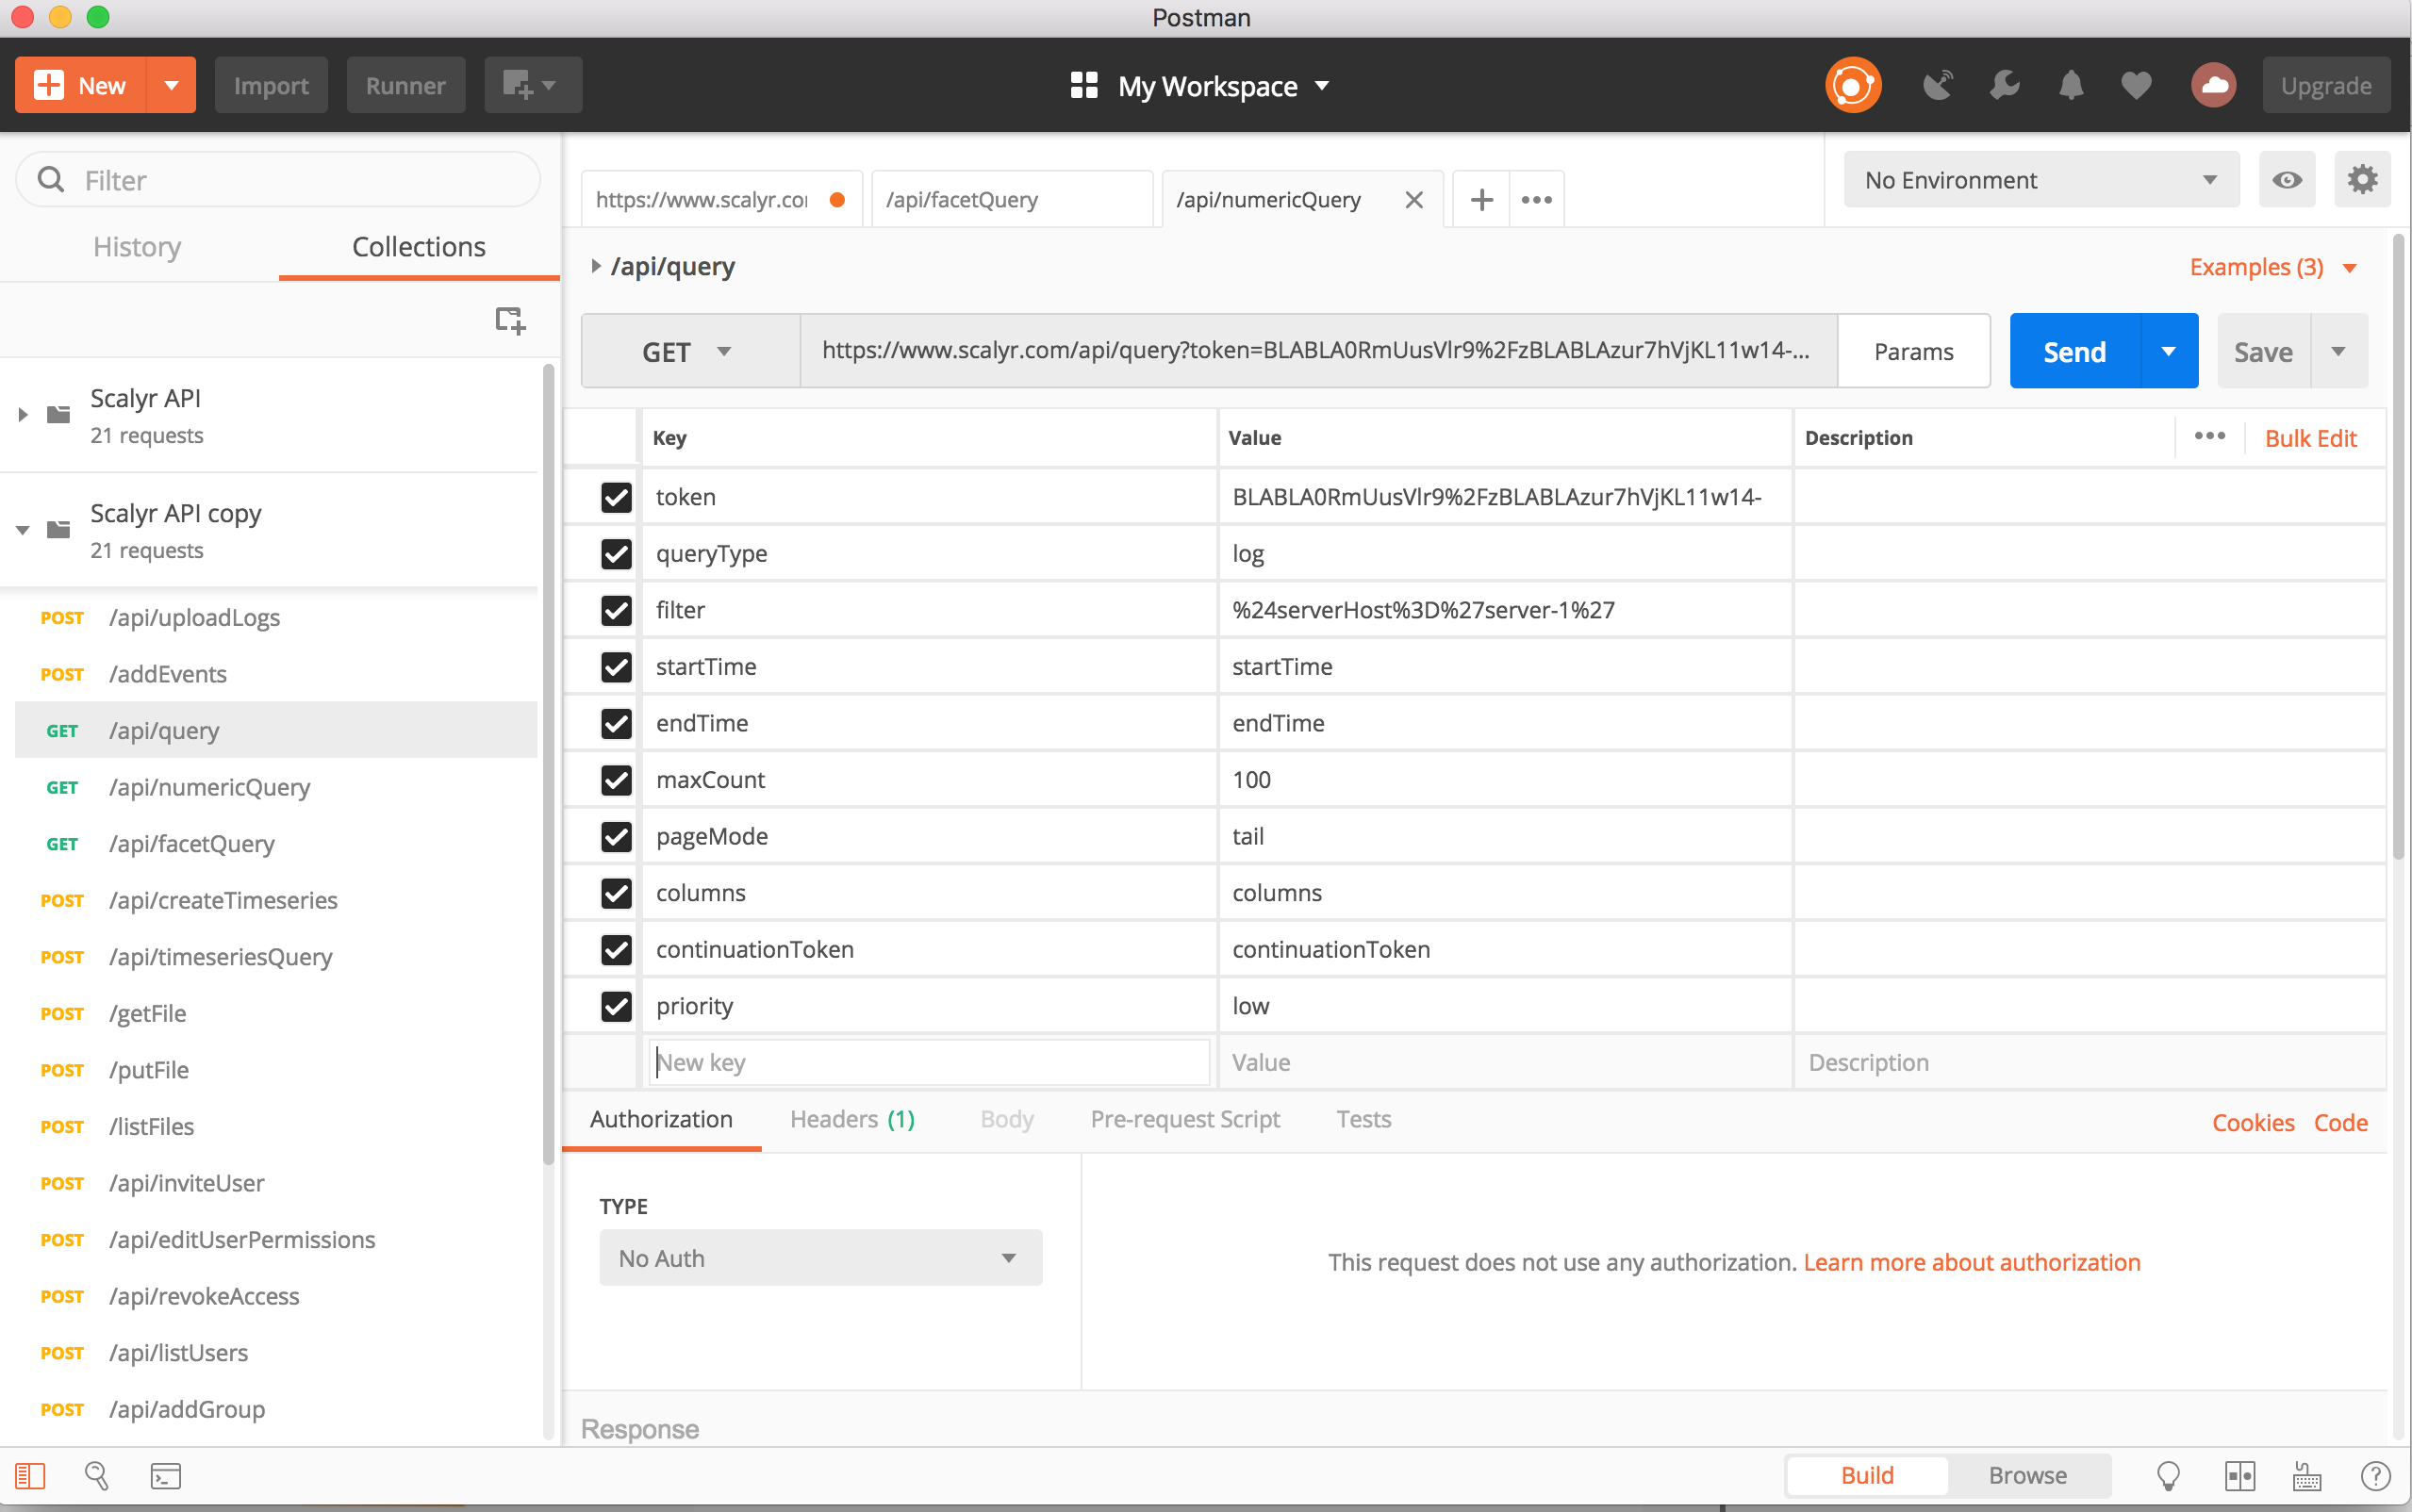 Postman
New
Import
Runner
My Workspace
Upgrade
Filter
History
Collections
Scalyr API
21 requests
Scalyr API copy
21 requests
POST /api/uploadLogs
POST /addEvents
GET /api/query
GET /api/numericQuery
GET /api/facetQuery
POST /api/createTimeseries
POST /api/timeseriesQuery
POST /getFile
POST /putFile
POST /listFiles
POST /api/inviteUser
POST /api/editUserPermissions
POST /api/revokeAccess
POST /api/listUsers
POST /api/addGroup
https://www.scalyr.co
/api/facetQuery
/api/numericQuery
No Environment
/api/query
Examples (3)
GET
https://www.scalyr.com/api/query?token=BLABLA0RmUusVlr9%2FzBLABLAzur7hVjKL11w14-...
Params
Send
Save
Key Value Description ••• Bulk Edit
token BLABLA0RmUusVlr9%2FzBLABLAzur7hVjKL11w14-
queryType log
filter %24serverHost%3D%27server-1%27
startTime startTime
endTime endTime
maxCount 100
pageMode tail
columns columns
continuationToken continuationToken
priority low
New key Value Description
Authorization Headers (1) Body Pre-request Script Tests Cookies Code
TYPE
No Auth
This request does not use any authorization. Learn more about authorization
Response
Build Browse